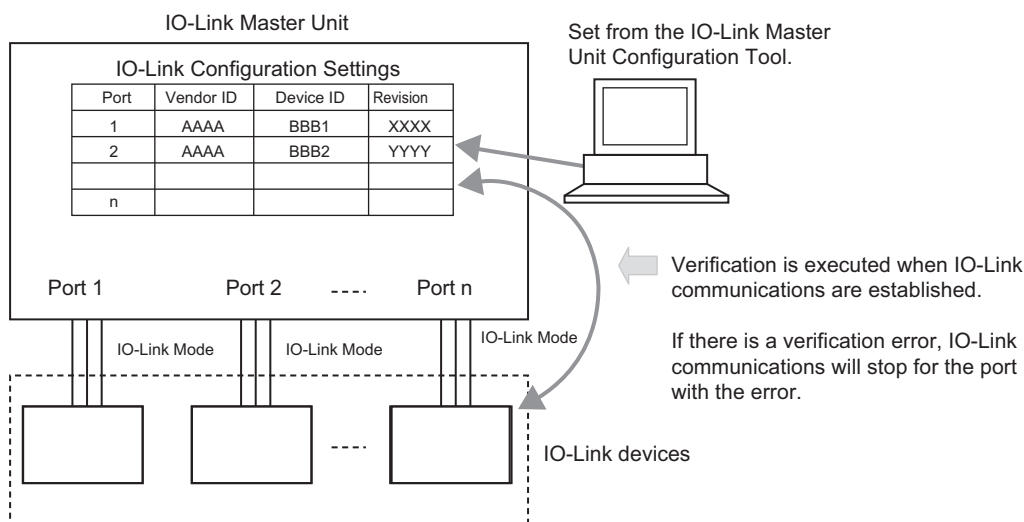 IO-Link Master Unit
Set from the IO-Link Master
Unit Configuration Tool.
IO-Link Configuration Settings
Port Vendor ID Device ID Revision
1 AAAA BBB1 XXXX
2 AAAA BBB2 YYYY
n
Verification is executed when IO-Link
communications are established.
Port 1 Port 2 ---- Port n
If there is a verification error, IO-Link
communications will stop for the port
with the error.
IO-Link Mode IO-Link Mode IO-Link Mode
----
IO-Link devices